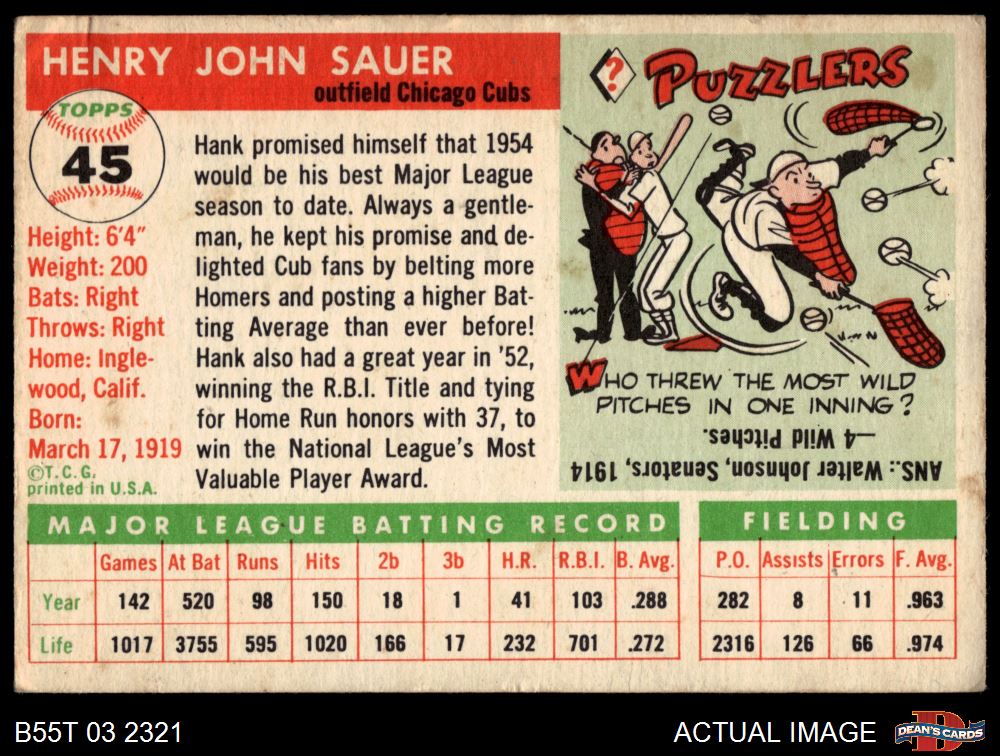 HENRY JOHN SAUER
outfield Chicago Cubs
TOPPS
45
Height: 6'4"
Weight: 200
Bats: Right
Throws: Right
Home: Ingle-
wood, Calif.
Born:
March 17, 1919
©T.C.G.
printed in U.S.A.
Hank promised himself that 1954
would be his best Major League
season to date. Always a gentle-
man, he kept his promise and de-
lighted Cub fans by belting more
Homers and posting a higher Bat-
ting Average than ever before!
Hank also had a great year in '52,
winning the R.B.I. Title and tying
for Home Run honors with 37, to
win the National League's Most
Valuable Player Award.
? PUZZLERS
WHO THREW THE MOST WILD
PITCHES IN ONE INNING?
ANS.: Walter Johnson, Senators, 1914
—4 Wild Pitches.
MAJOR LEAGUE BATTING RECORD
Games At Bat Runs Hits 2b 3b H.R. R.B.I. B. Avg.
Year 142 520 98 150 18 1 41 103 .288
Life 1017 3755 595 1020 166 17 232 701 .272
FIELDING
P.O. Assists Errors F. Avg.
282 8 11 .963
2316 126 66 .974
B55T 03 2321
ACTUAL IMAGE
DEAN'S CARDS